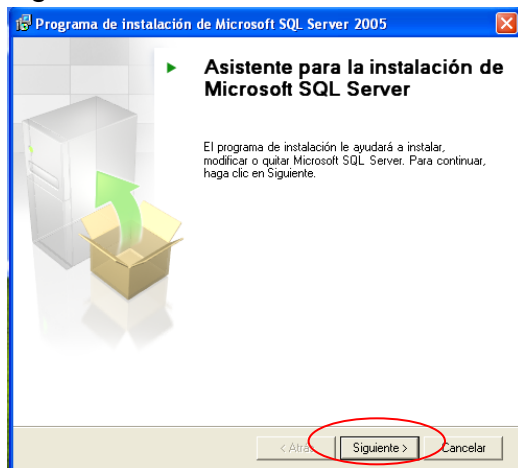 Programa de instalación de Microsoft SQL Server 2005
Asistente para la instalación de
Microsoft SQL Server
El programa de instalación le ayudará a instalar,
modificar o quitar Microsoft SQL Server. Para continuar,
haga clic en Siguiente.
< Atrás Siguiente > Cancelar